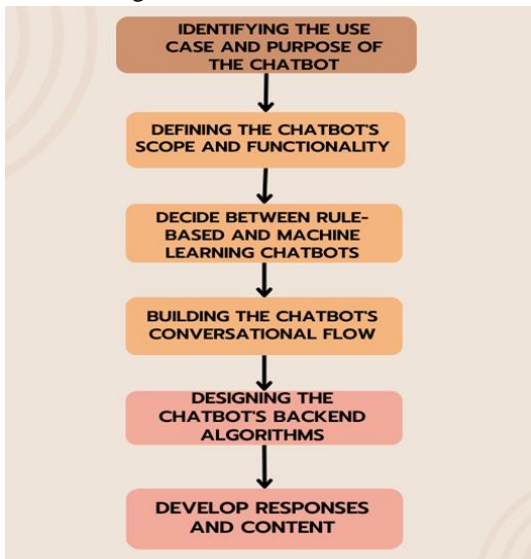 IDENTIFYING THE USE
CASE AND PURPOSE OF
THE CHATBOT
DEFINING THE CHATBOT'S
SCOPE AND FUNCTIONALITY
DECIDE BETWEEN RULE-
BASED AND MACHINE
LEARNING CHATBOTS
BUILDING THE CHATBOT'S
CONVERSATIONAL FLOW
DESIGNING THE
CHATBOT'S BACKEND
ALGORITHMS
DEVELOP RESPONSES
AND CONTENT